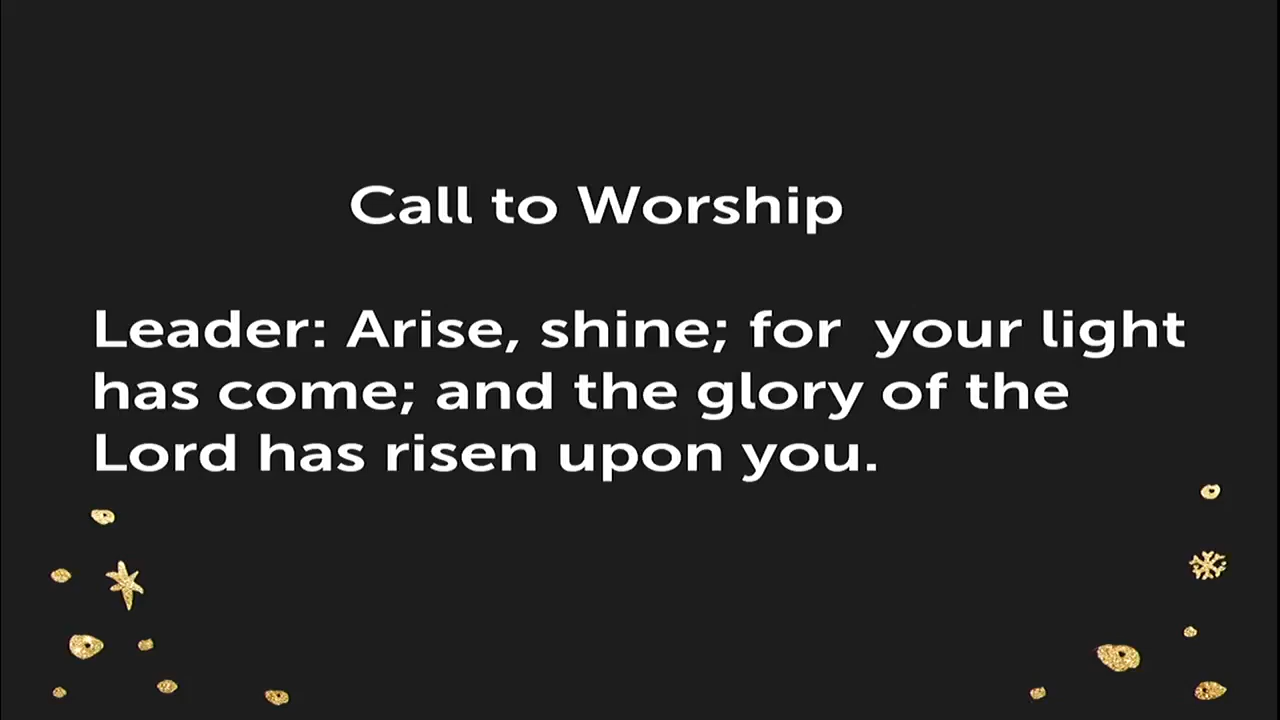 Call to Worship
Leader: Arise, shine; for  your light
has come; and the glory of the
Lord has risen upon you.